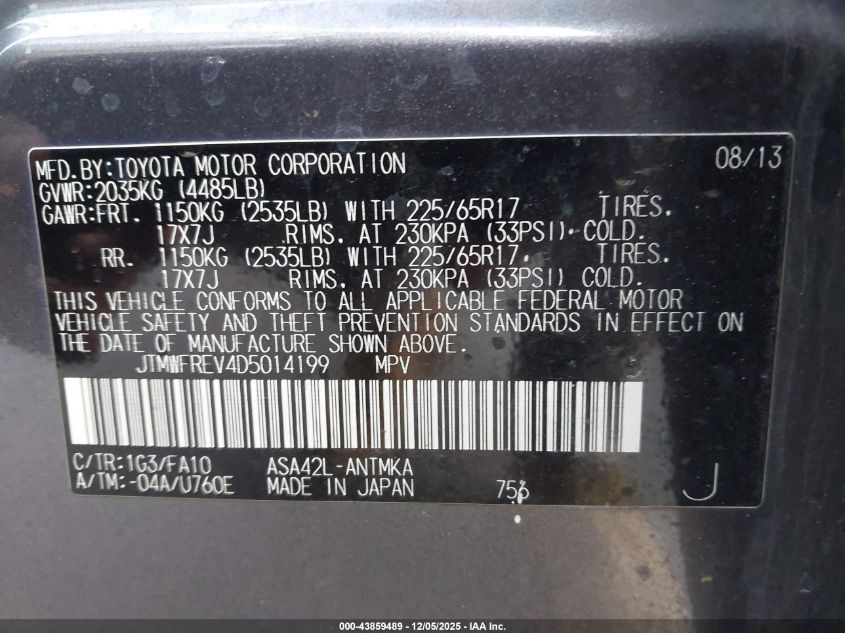 MFD.BY:TOYOTA MOTOR CORPORATION 08/13
GVWR:2035KG (4485LB)
GAWR:FRT. 1150KG (2535LB) WITH 225/65R17 TIRES.
17X7J RIMS. AT 230KPA (33PSI) COLD.
RR. 1150KG (2535LB) WITH 225/65R17 TIRES.
17X7J RIMS. AT 230KPA (33PSI) COLD.
THIS VEHICLE CONFORMS TO ALL APPLICABLE FEDERAL MOTOR
VEHICLE SAFETY AND THEFT PREVENTION STANDARDS IN EFFECT ON
THE DATE OF MANUFACTURE SHOWN ABOVE.
JTMWFREV4D5014199 MPV
C/TR:1G3/FA10 ASA42L-ANTMKA
A/TM:-04A/U760E MADE IN JAPAN 756 J
000-43859489 - 12/05/2025 - IAA Inc.